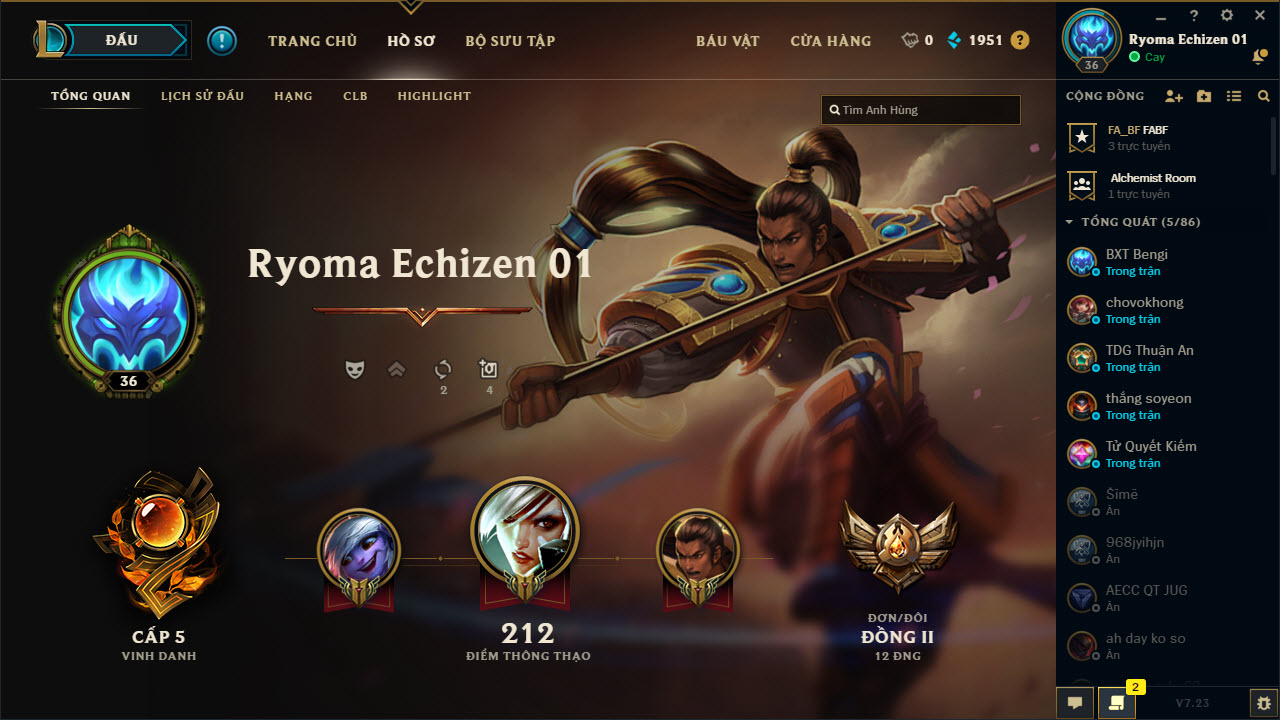 ĐẤU
TRANG CHỦ
HỒ SƠ
BỘ SƯU TẬP
BÁU VẬT
CỬA HÀNG
0
1951
?
?
Ryoma Echizen 01
Cay
36
TỔNG QUAN
LỊCH SỬ ĐẤU
HẠNG
CLB
HIGHLIGHT
Tìm Anh Hùng
Ryoma Echizen 01
36
2
4
CẤP 5
VINH DANH
212
ĐIỂM THÔNG THẠO
ĐƠN/ĐÔI
ĐỒNG II
12 ĐNG
CỘNG ĐỒNG
FA_BF FABF
3 trực tuyến
Alchemist Room
1 trực tuyến
TỔNG QUÁT (5/86)
BXT Bengi
Trong trận
chovokhong
Trong trận
TDG Thuận An
Trong trận
thắng soyeon
Trong trận
Tử Quyết Kiếm
Trong trận
Šīmē
Ẩn
968jyihjn
Ẩn
AECC QT JUG
Ẩn
ah day ko so
Ẩn
2
V7.23